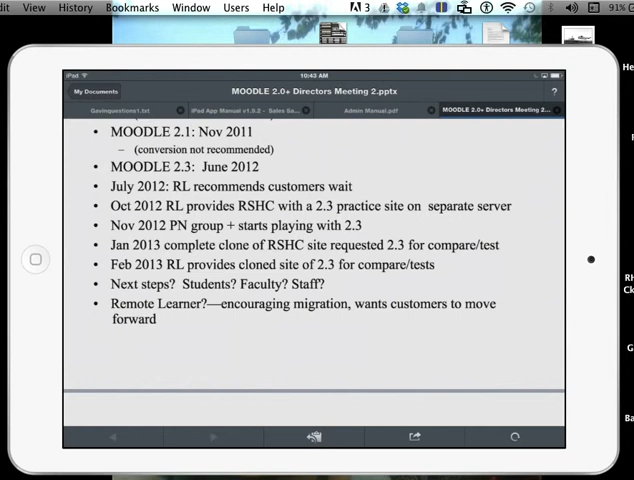 dit View History Bookmarks Window Users Help 3 91%
iPad 10:43 AM
My Documents MOODLE 2.0+ Directors Meeting 2.pptx ?
Gavinquestions1.txt iPad App Manual v1.0.2 - Sales Sa... Admin Manual.pdf MOODLE 2.0+ Directors Meeting 2...
• MOODLE 2.1: Nov 2011
– (conversion not recommended)
• MOODLE 2.3: June 2012
• July 2012: RL recommends customers wait
• Oct 2012 RL provides RSHC with a 2.3 practice site on separate server
• Nov 2012 PN group + starts playing with 2.3
• Jan 2013 complete clone of RSHC site requested 2.3 for compare/test
• Feb 2013 RL provides cloned site of 2.3 for compare/tests
• Next steps? Students? Faculty? Staff?
• Remote Learner?—encouraging migration, wants customers to move
forward
He
Ck
G
Ba